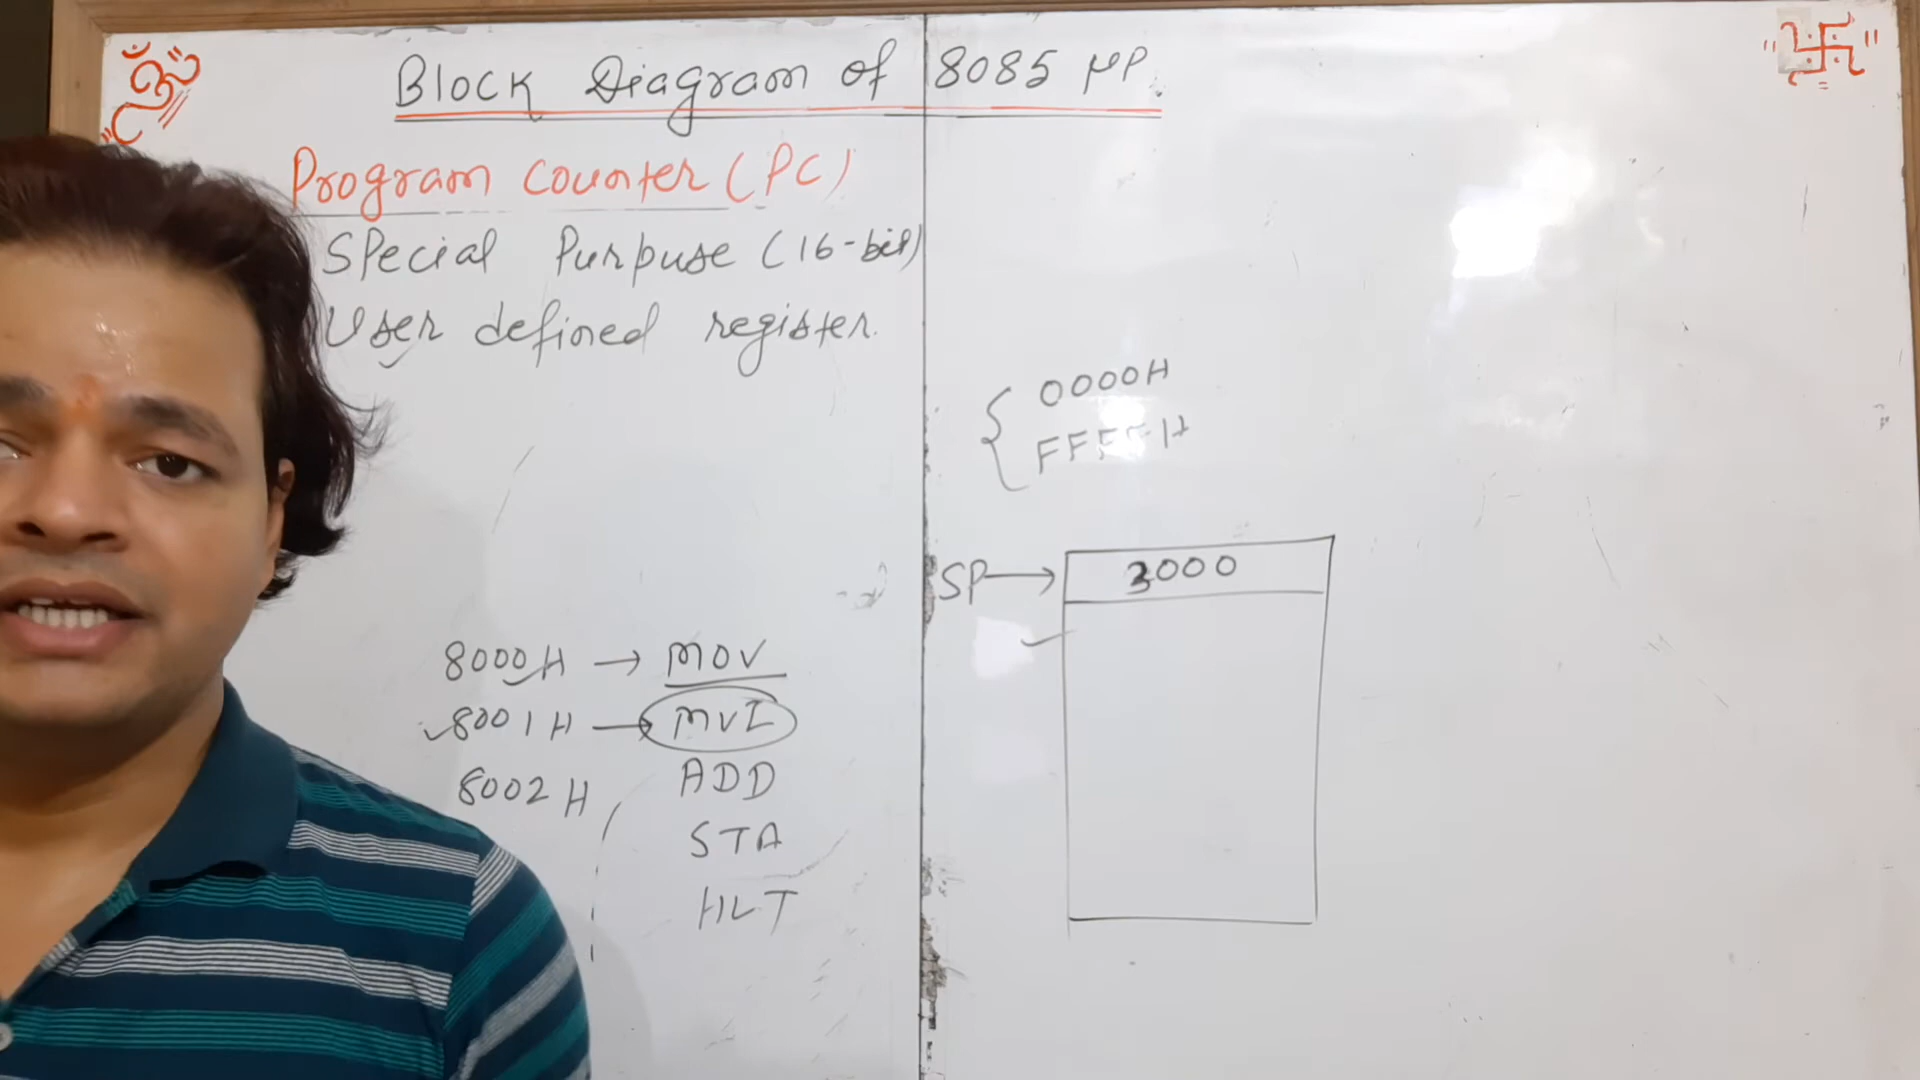 ॐ
Block Diagram of 8085 μP.
Program Counter (PC)
Special Purpuse (16-bit)
User defined register.
0000H
FFFFH
SP→ 3000
8000H → MOV
8001H → MVI
8002H ADD
STA
HLT